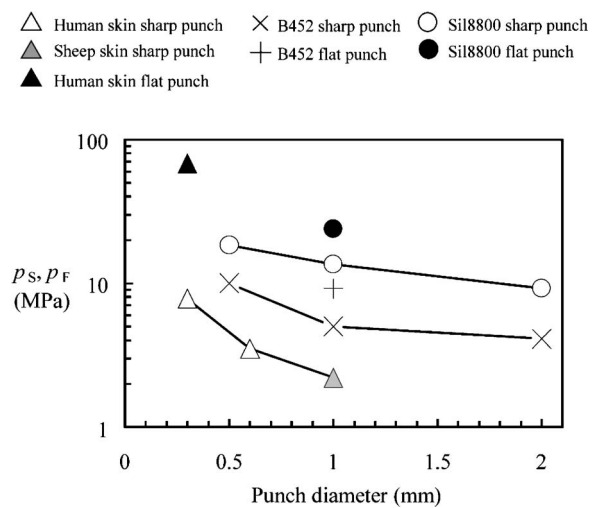 Human skin sharp punch
B452 sharp punch
Sil8800 sharp punch
Sheep skin sharp punch
B452 flat punch
Sil8800 flat punch
Human skin flat punch
100
10
1
pS, pF
(MPa)
0
0.5
1
1.5
2
Punch diameter (mm)